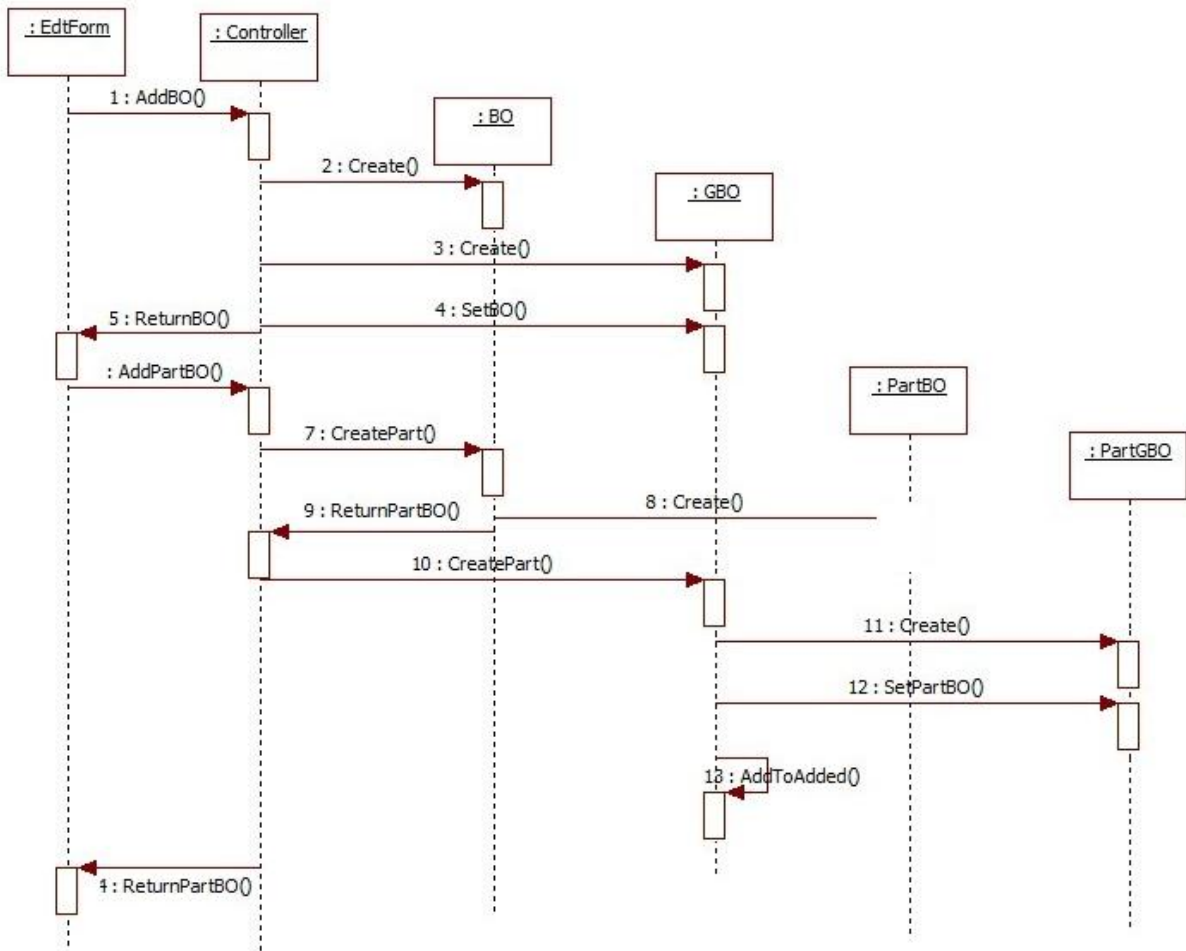 : EdtForm
: Controller
1 : AddBO()
: BO
2 : Create()
: GBO
3 : Create()
4 : SetBO()
5 : ReturnBO()
: AddPartBO()
: PartBO
7 : CreatePart()
: PartGBO
8 : Create()
9 : ReturnPartBO()
10 : CreatePart()
11 : Create()
12 : SetPartBO()
13 : AddToAdded()
4 : ReturnPartBO()